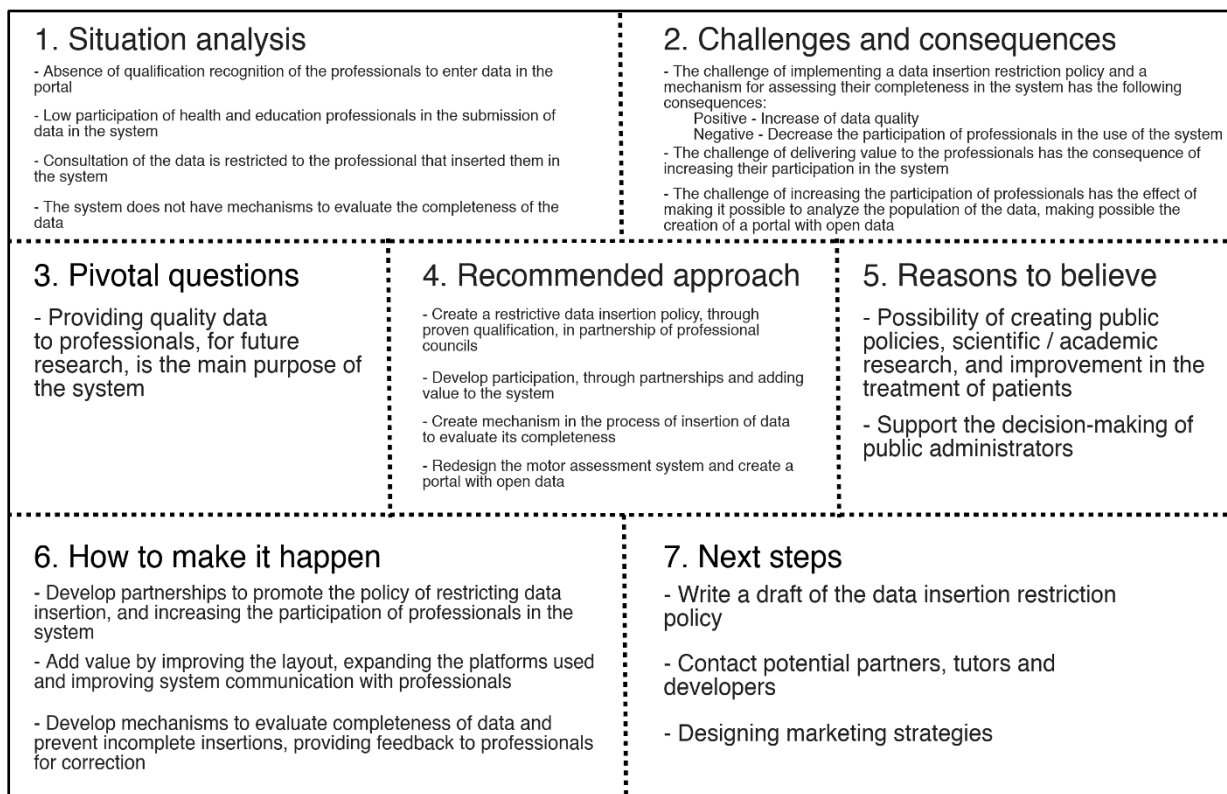 1. Situation analysis
- Absence of qualification recognition of the professionals to enter data in the
portal
- Low participation of health and education professionals in the submission of
data in the system
- Consultation of the data is restricted to the professional that inserted them in
the system
- The system does not have mechanisms to evaluate the completeness of the
data
2. Challenges and consequences
- The challenge of implementing a data insertion restriction policy and a
mechanism for assessing their completeness in the system has the following
consequences:
Positive - Increase of data quality
Negative - Decrease the participation of professionals in the use of the system
- The challenge of delivering value to the professionals has the consequence of
increasing their participation in the system
- The challenge of increasing the participation of professionals has the effect of
making it possible to analyze the population of the data, making possible the
creation of a portal with open data
3. Pivotal questions
- Providing quality data
to professionals, for future
research, is the main purpose of
the system
4. Recommended approach
- Create a restrictive data insertion policy, through
proven qualification, in partnership of professional
councils
- Develop participation, through partnerships and adding
value to the system
- Create mechanism in the process of insertion of data
to evaluate its completeness
- Redesign the motor assessment system and create a
portal with open data
5. Reasons to believe
- Possibility of creating public
policies, scientific / academic
research, and improvement in the
treatment of patients
- Support the decision-making of
public administrators
6. How to make it happen
- Develop partnerships to promote the policy of restricting data
insertion, and increasing the participation of professionals in the
system
- Add value by improving the layout, expanding the platforms used
and improving system communication with professionals
- Develop mechanisms to evaluate completeness of data and
prevent incomplete insertions, providing feedback to professionals
for correction
7. Next steps
- Write a draft of the data insertion restriction
policy
- Contact potential partners, tutors and
developers
- Designing marketing strategies